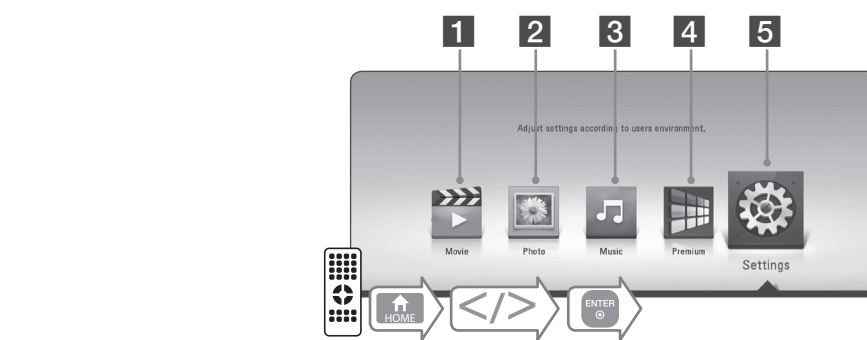 1 2 3 4 5
Adjust settings according to users environment.
Movie Photo Music Premium Settings
HOME </> ENTER